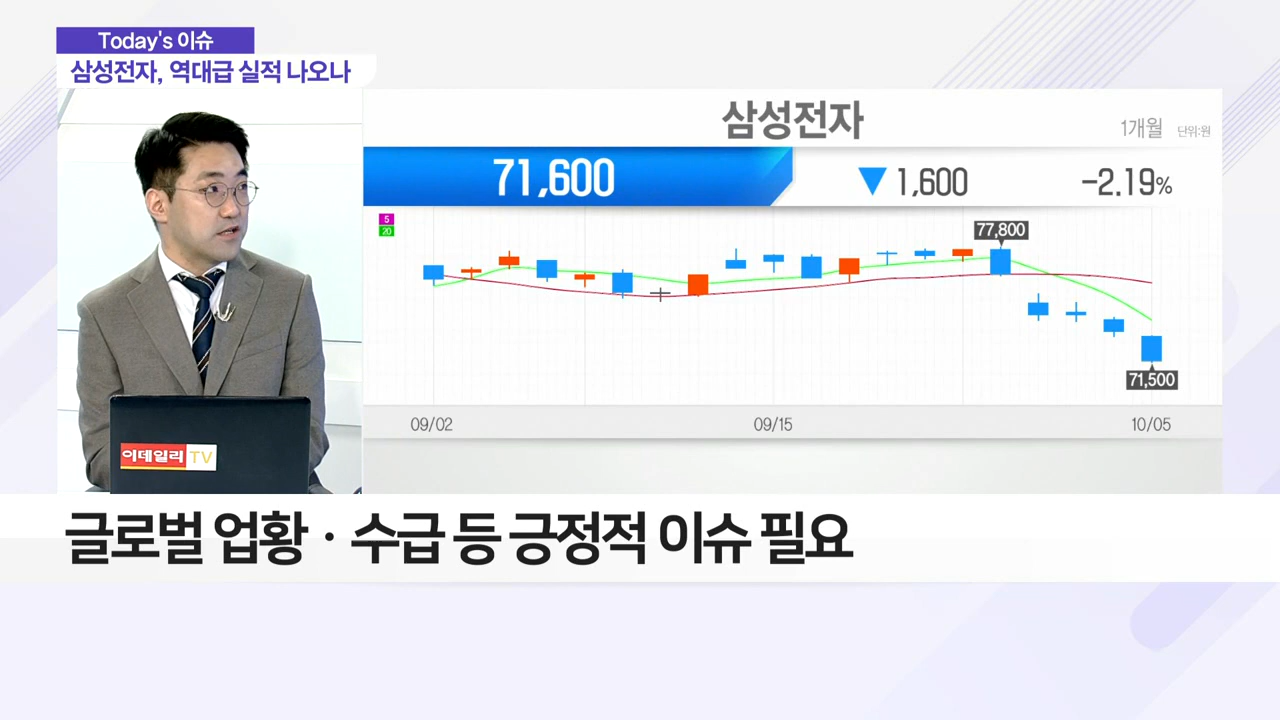 Today's 이슈
삼성전자, 역대급 실적 나오나
삼성전자
1개월 단위:원
71,600 ▼ 1,600 -2.19%
5
20
77,800
71,500
09/02 09/15 10/05
이데일리 TV
글로벌 업황·수급 등 긍정적 이슈 필요